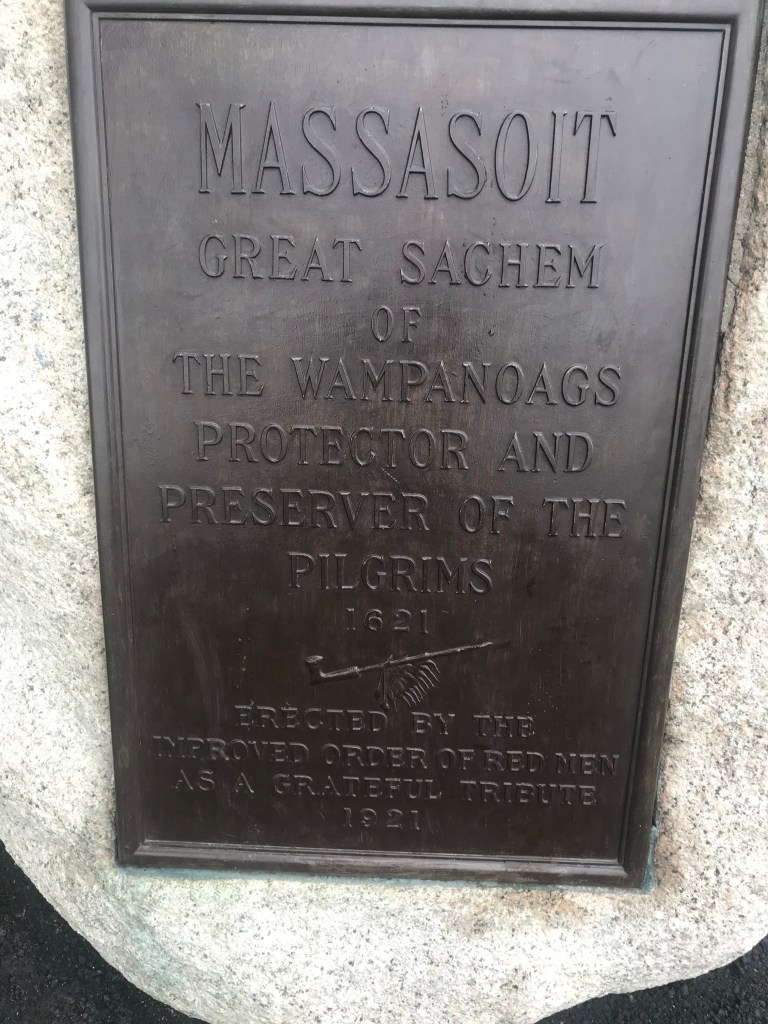 MASSASOIT
GREAT SACHEM
OF
THE WAMPANOAGS
PROTECTOR AND
PRESERVER OF THE
PILGRIMS
1621
ERECTED BY THE
IMPROVED ORDER OF RED MEN
AS A GRATEFUL TRIBUTE
1921